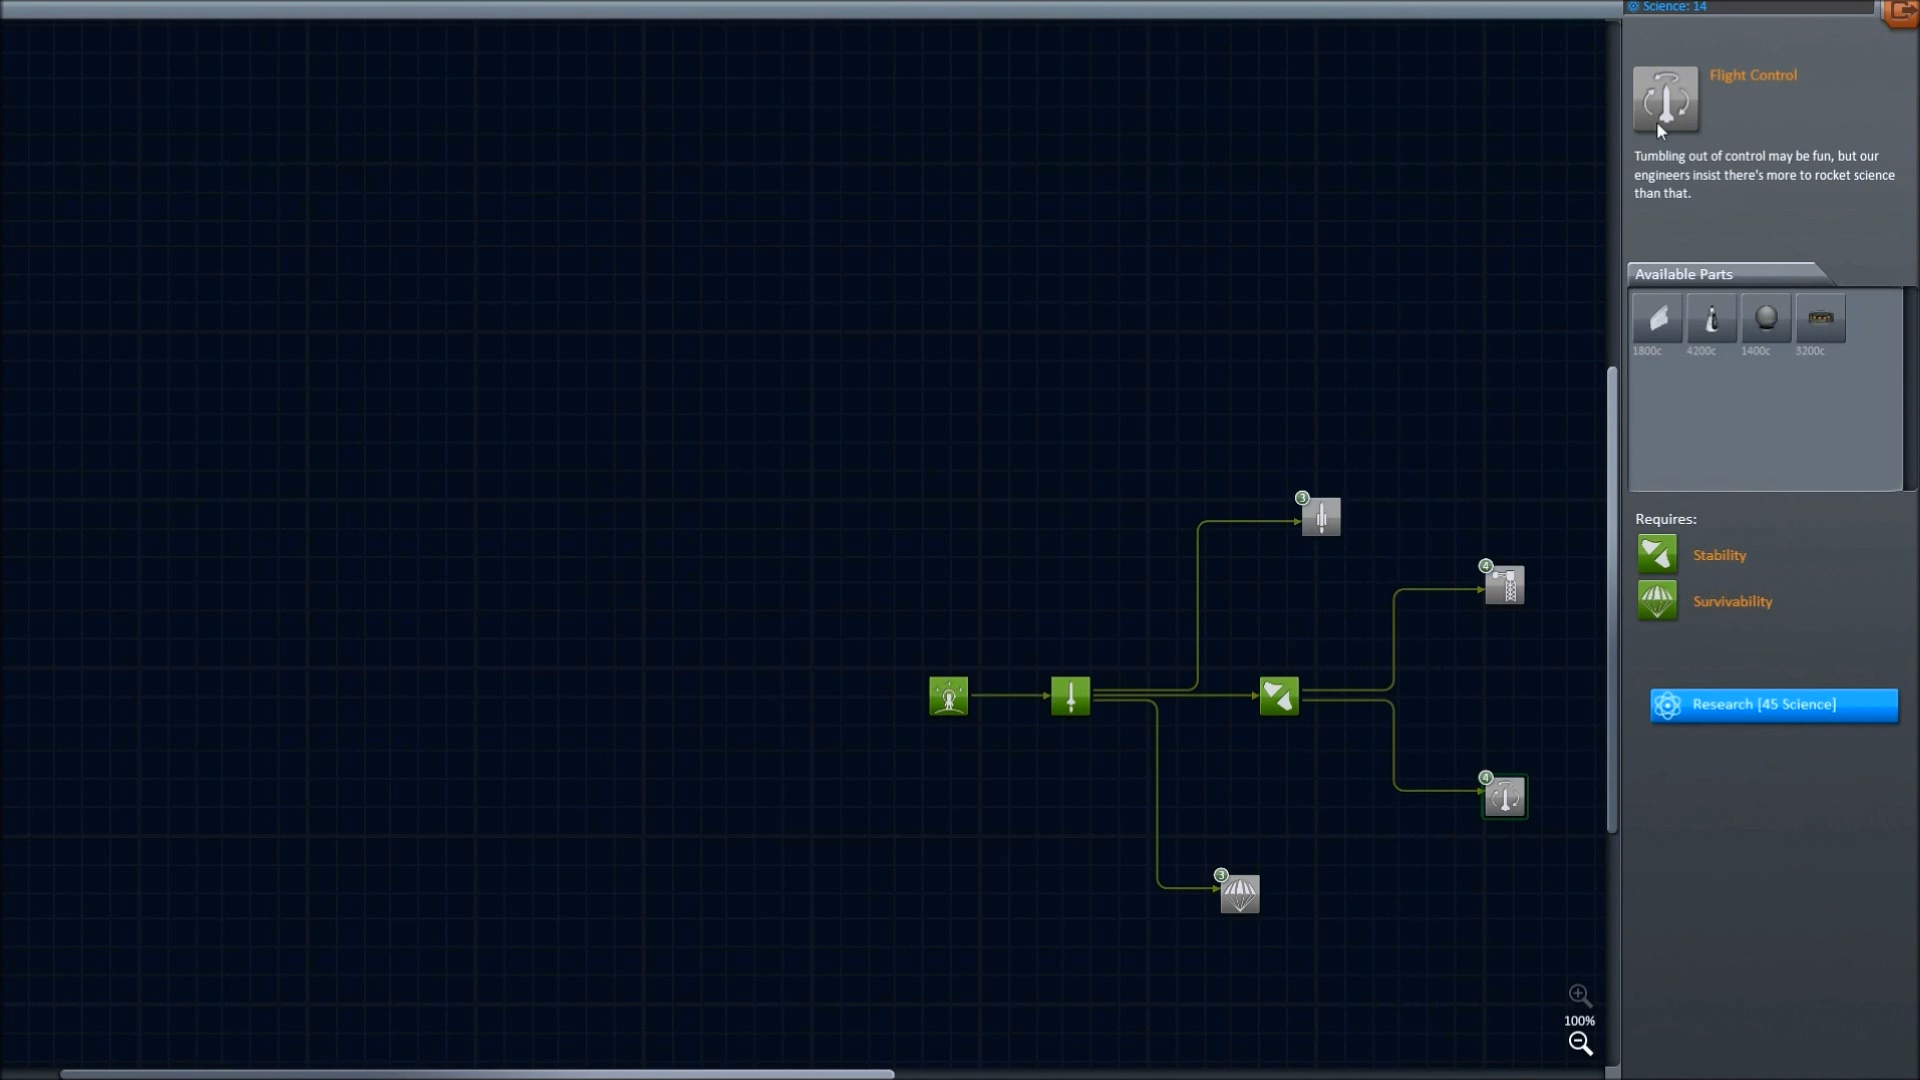 Science: 14
Flight Control
Tumbling out of control may be fun, but our
engineers insist there's more to rocket science
than that.
Available Parts
1800c 4200c 1400c 3200c
3
4
Requires:
Stability
Survivability
Research [45 Science]
4
3
100%